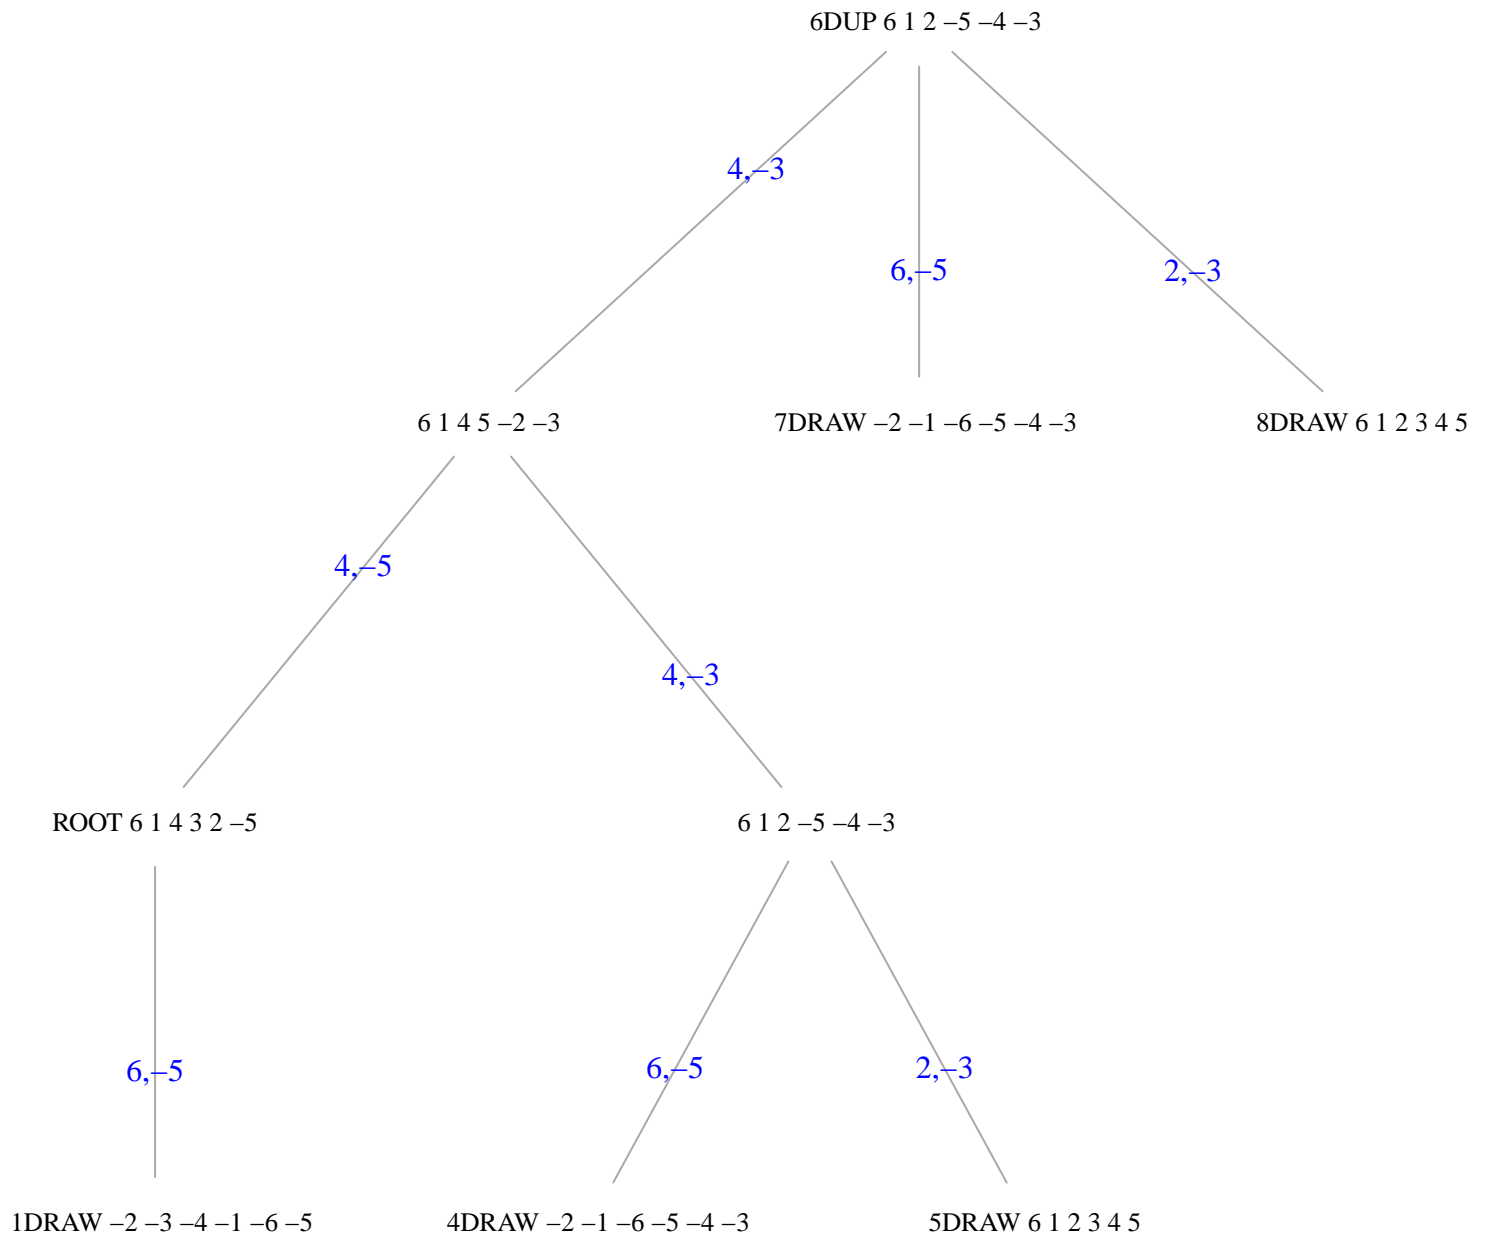 6DUP 6 1 2 –5 –4 –3
4,–3
6,–5
2,–3
6 1 4 5 –2 –3
7DRAW –2 –1 –6 –5 –4 –3
8DRAW 6 1 2 3 4 5
4,–5
4,–3
ROOT 6 1 4 3 2 –5
6 1 2 –5 –4 –3
6,–5
6,–5
2,–3
1DRAW –2 –3 –4 –1 –6 –5
4DRAW –2 –1 –6 –5 –4 –3
5DRAW 6 1 2 3 4 5